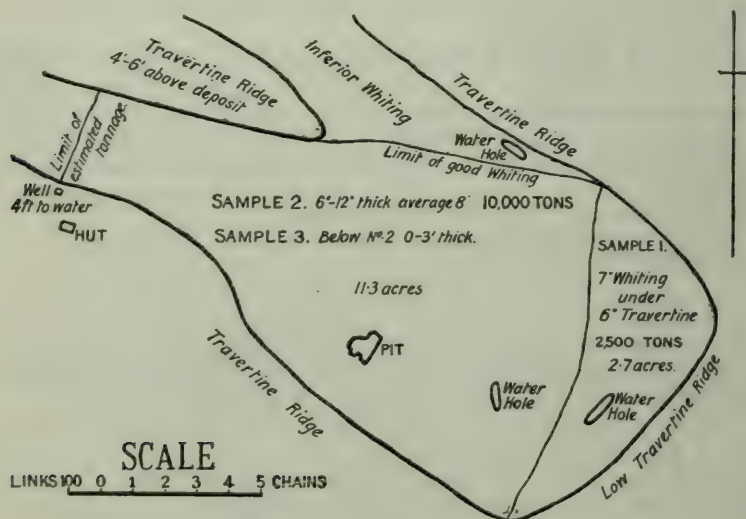 Travertine Ridge
4'-6' above deposit
Inferior Whiting
Travertine Ridge
Water
Hole
Limit of good Whiting
Limit of
estimated tonnage.
Well
4ft to water
HUT
SAMPLE 2. 6"-12" thick average 8" 10,000 TONS
SAMPLE 3. Below Nº.2 0-3' thick.
11.3 acres
PIT
Travertine Ridge
SAMPLE 1.
7" Whiting
under
6" Travertine
2,500 TONS
2.7 acres.
Water
Hole
Water
Hole
Low Travertine Ridge
SCALE
LINKS 100 0 1 2 3 4 5 CHAINS